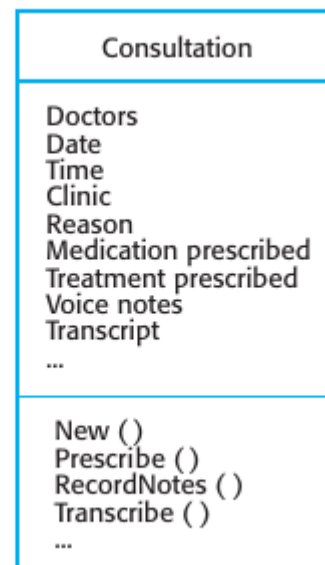 Consultation
Doctors
Date
Time
Clinic
Reason
Medication prescribed
Treatment prescribed
Voice notes
Transcript
...
New ( )
Prescribe ( )
RecordNotes ( )
Transcribe ( )
...